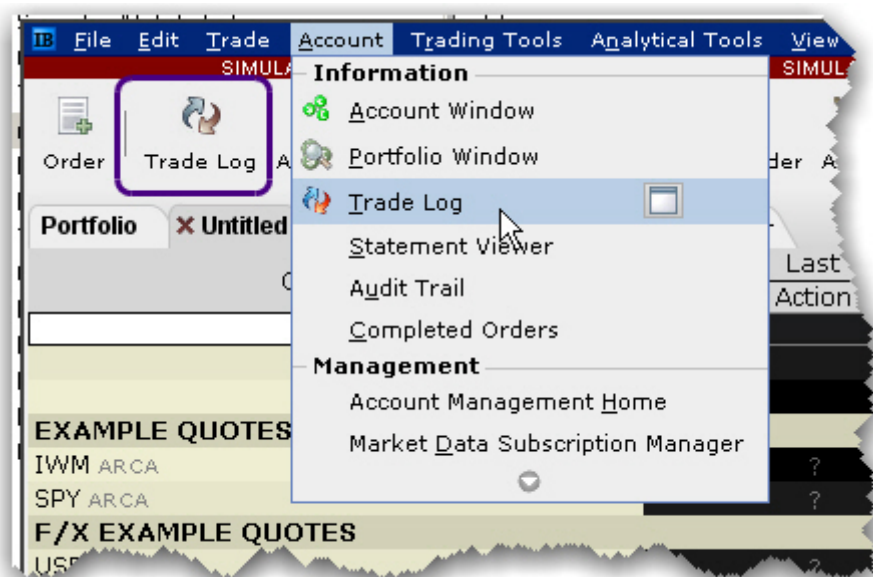 IB File Edit Trade Account Trading Tools Analytical Tools View
Information
Account Window
Portfolio Window
Trade Log
Statement Viewer
Audit Trail
Completed Orders
Management
Account Management Home
Market Data Subscription Manager
Order Trade Log
Portfolio Untitled
Last
Action
EXAMPLE QUOTES
IWM ARCA ?
SPY ARCA ?
F/X EXAMPLE QUOTES